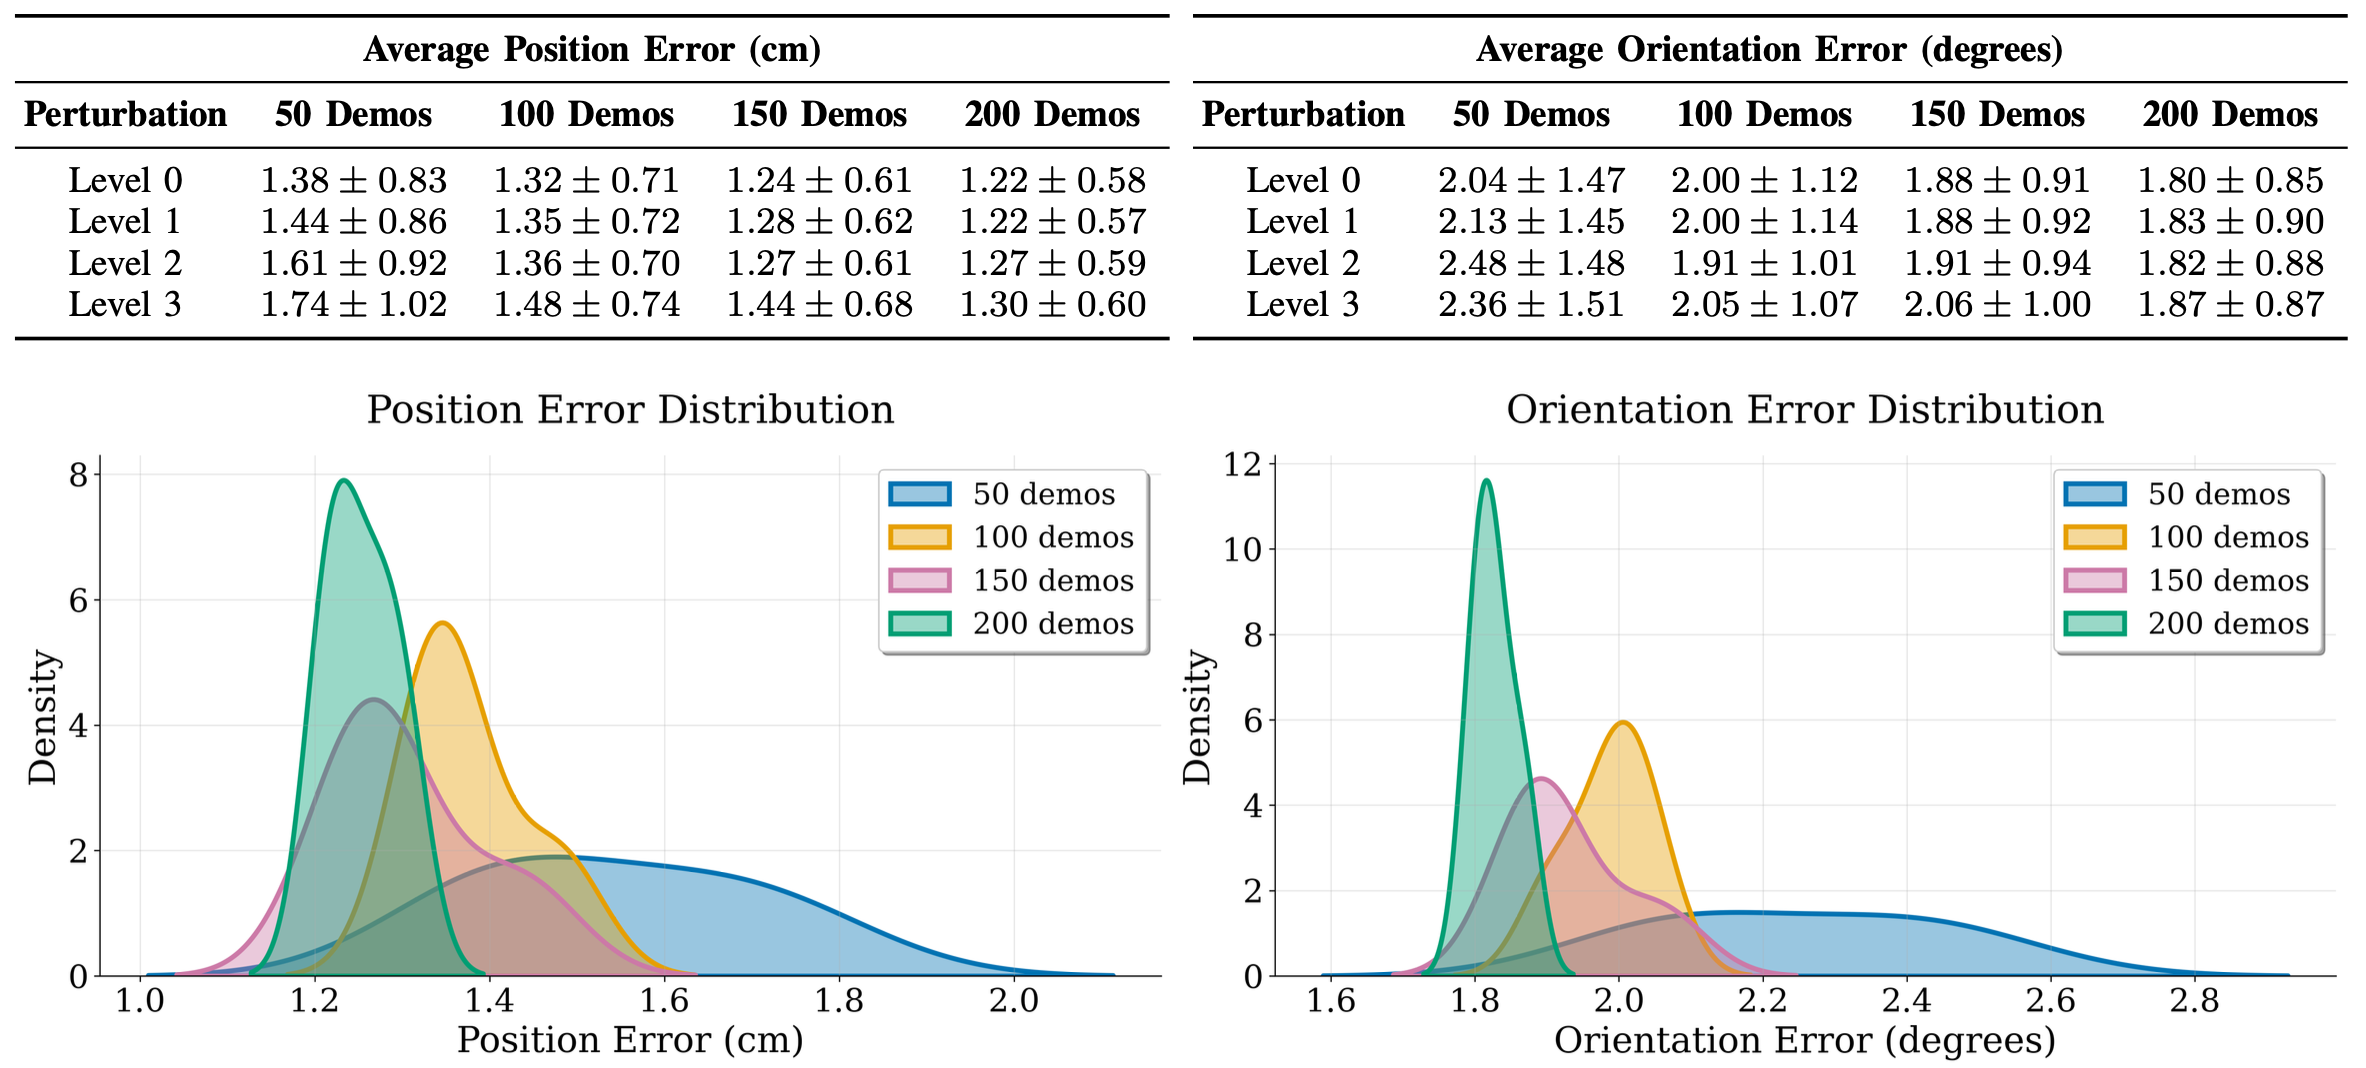 Average Position Error (cm)
Perturbation 50 Demos 100 Demos 150 Demos 200 Demos
Level 0 1.38 ± 0.83 1.32 ± 0.71 1.24 ± 0.61 1.22 ± 0.58
Level 1 1.44 ± 0.86 1.35 ± 0.72 1.28 ± 0.62 1.22 ± 0.57
Level 2 1.61 ± 0.92 1.36 ± 0.70 1.27 ± 0.61 1.27 ± 0.59
Level 3 1.74 ± 1.02 1.48 ± 0.74 1.44 ± 0.68 1.30 ± 0.60
Average Orientation Error (degrees)
Perturbation 50 Demos 100 Demos 150 Demos 200 Demos
Level 0 2.04 ± 1.47 2.00 ± 1.12 1.88 ± 0.91 1.80 ± 0.85
Level 1 2.13 ± 1.45 2.00 ± 1.14 1.88 ± 0.92 1.83 ± 0.90
Level 2 2.48 ± 1.48 1.91 ± 1.01 1.91 ± 0.94 1.82 ± 0.88
Level 3 2.36 ± 1.51 2.05 ± 1.07 2.06 ± 1.00 1.87 ± 0.87
Position Error Distribution
8
6
4
2
0
Density
50 demos
100 demos
150 demos
200 demos
1.0 1.2 1.4 1.6 1.8 2.0
Position Error (cm)
Orientation Error Distribution
12
10
8
6
4
2
0
Density
50 demos
100 demos
150 demos
200 demos
1.6 1.8 2.0 2.2 2.4 2.6 2.8
Orientation Error (degrees)